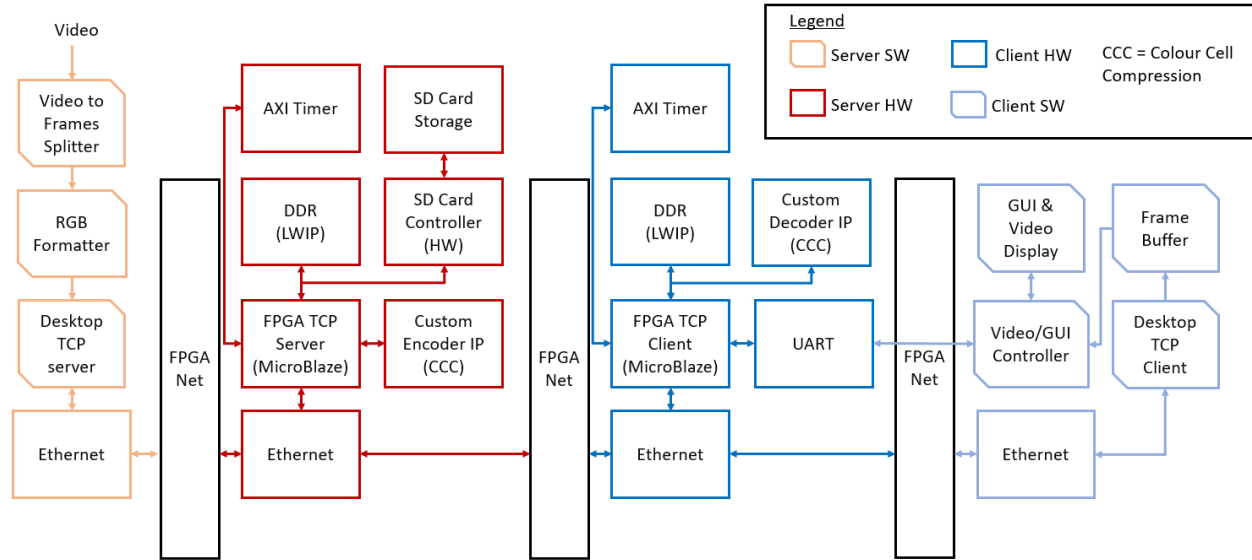 Video
Video to
Frames
Splitter
RGB
Formatter
Desktop
TCP
server
Ethernet
FPGA
Net
AXI Timer
SD Card
Storage
DDR
(LWIP)
SD Card
Controller
(HW)
FPGA TCP
Server
(MicroBlaze)
Custom
Encoder IP
(CCC)
Ethernet
FPGA
Net
AXI Timer
DDR
(LWIP)
Custom
Decoder IP
(CCC)
FPGA TCP
Client
(MicroBlaze)
UART
Ethernet
FPGA
Net
GUI &
Video
Display
Frame
Buffer
Video/GUI
Controller
Desktop
TCP
Client
Ethernet
Legend
Server SW
Client HW
CCC = Colour Cell
Compression
Server HW
Client SW